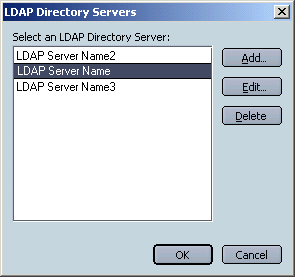 LDAP Directory Servers
Select an LDAP Directory Server:
LDAP Server Name2
LDAP Server Name
LDAP Server Name3
Add...
Edit...
Delete
OK
Cancel